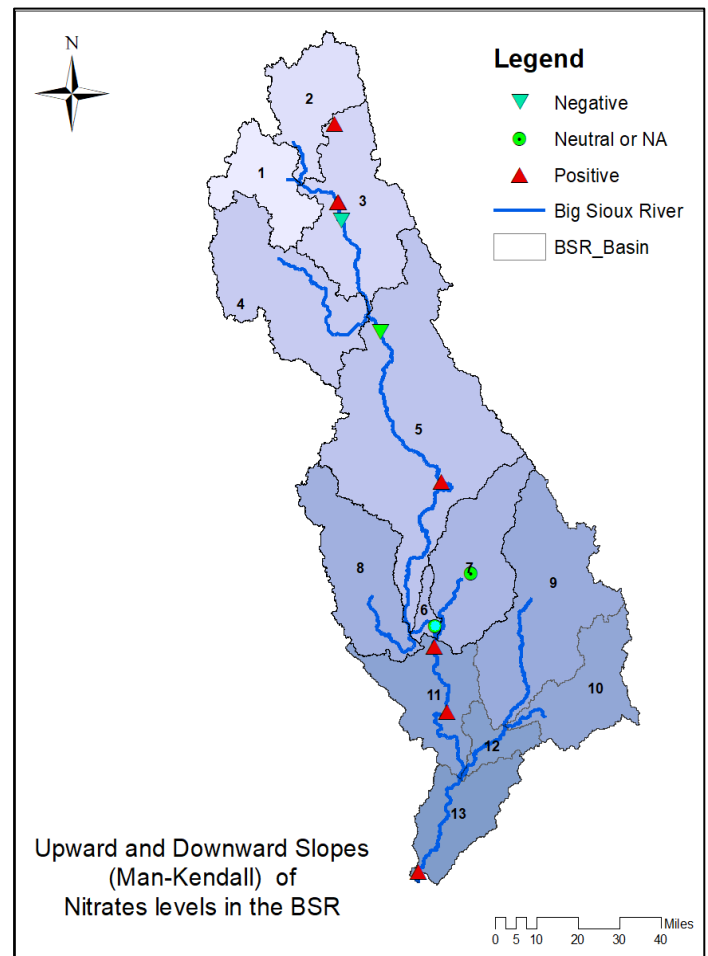 N
Legend
Negative
Neutral or NA
Positive
Big Sioux River
BSR_Basin
2
1
3
4
5
8
7
9
6
10
11
12
13
Upward and Downward Slopes
(Man-Kendall) of
Nitrates levels in the BSR
Miles
0 5 10 20 30 40